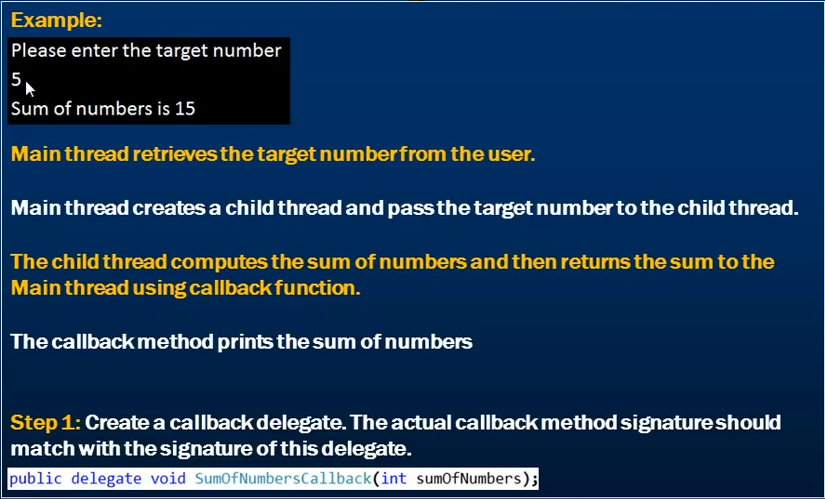 Example:
Please enter the target number
5
Sum of numbers is 15
Main thread retrieves the target number from the user.
Main thread creates a child thread and pass the target number to the child thread.
The child thread computes the sum of numbers and then returns the sum to the
Main thread using callback function.
The callback method prints the sum of numbers
Step 1: Create a callback delegate. The actual callback method signature should
match with the signature of this delegate.
public delegate void SumOfNumbersCallback(int sumOfNumbers);